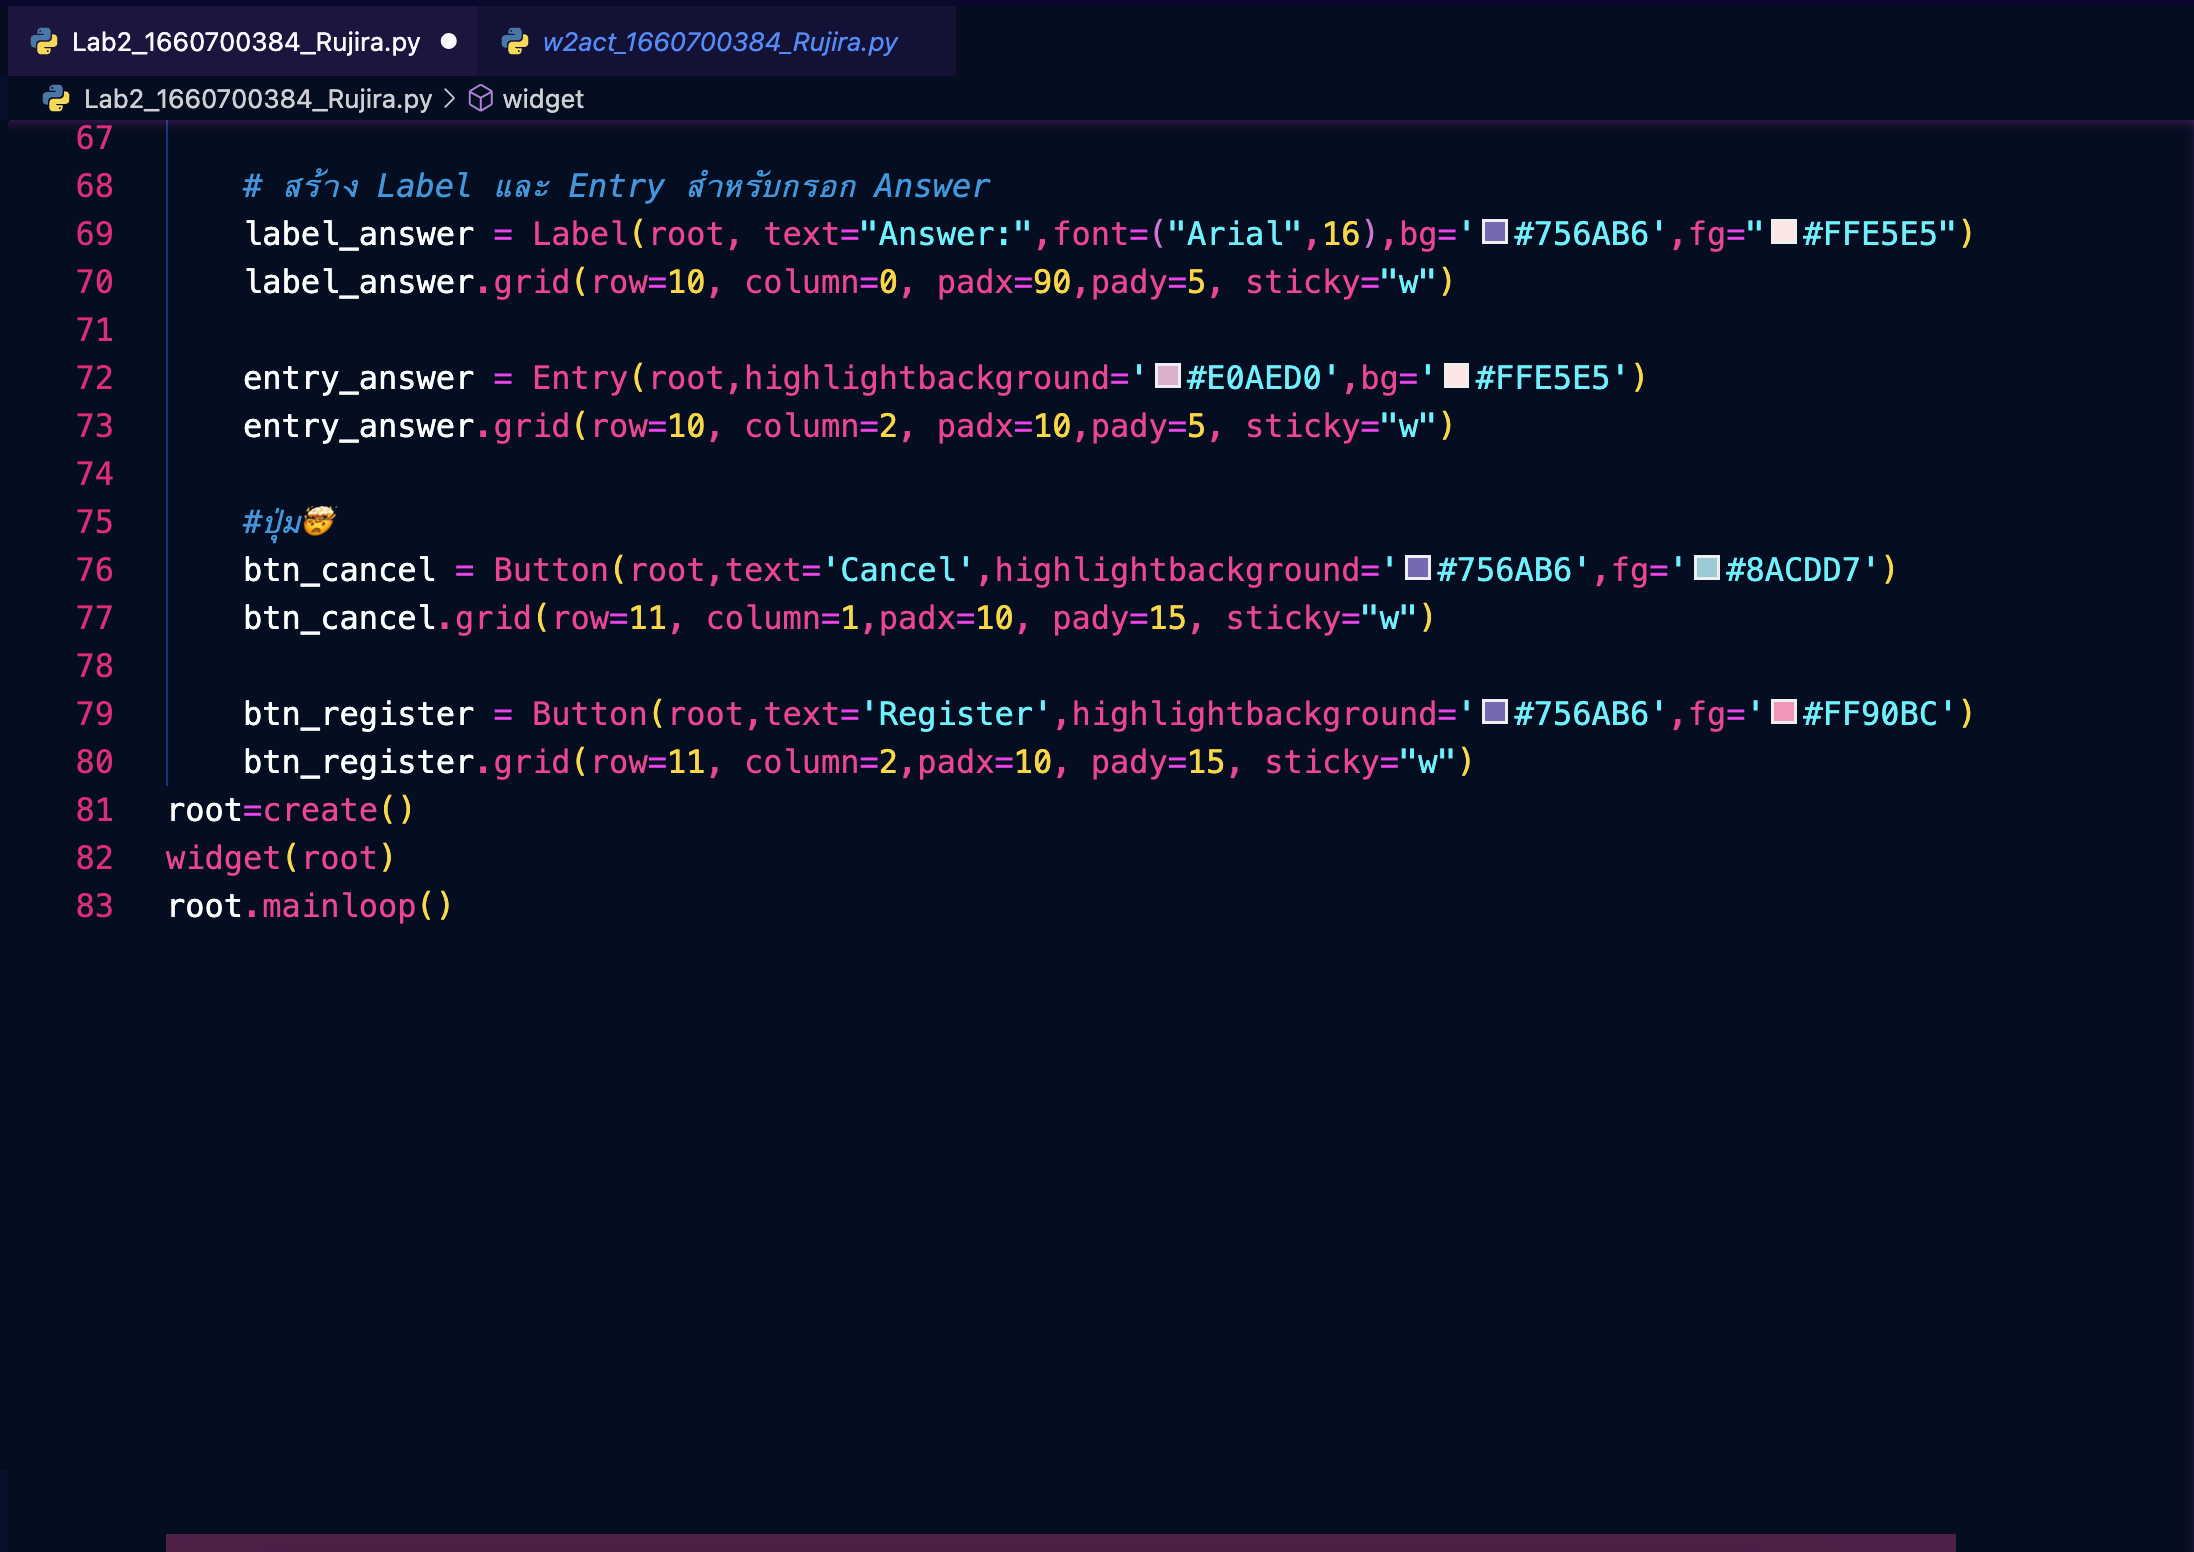 Lab2_1660700384_Rujira.py ● w2act_1660700384_Rujira.py
Lab2_1660700384_Rujira.py > widget
67
68 # สร้าง Label และ Entry สำหรับกรอก Answer
69 label_answer = Label(root, text="Answer:",font=("Arial",16),bg='#756AB6',fg="#FFE5E5")
70 label_answer.grid(row=10, column=0, padx=90,pady=5, sticky="w")
71
72 entry_answer = Entry(root,highlightbackground='#E0AED0',bg='#FFE5E5')
73 entry_answer.grid(row=10, column=2, padx=10,pady=5, sticky="w")
74
75 #ปุ่ม🤯
76 btn_cancel = Button(root,text='Cancel',highlightbackground='#756AB6',fg='#8ACDD7')
77 btn_cancel.grid(row=11, column=1,padx=10, pady=15, sticky="w")
78
79 btn_register = Button(root,text='Register',highlightbackground='#756AB6',fg='#FF90BC')
80 btn_register.grid(row=11, column=2,padx=10, pady=15, sticky="w")
81 root=create()
82 widget(root)
83 root.mainloop()